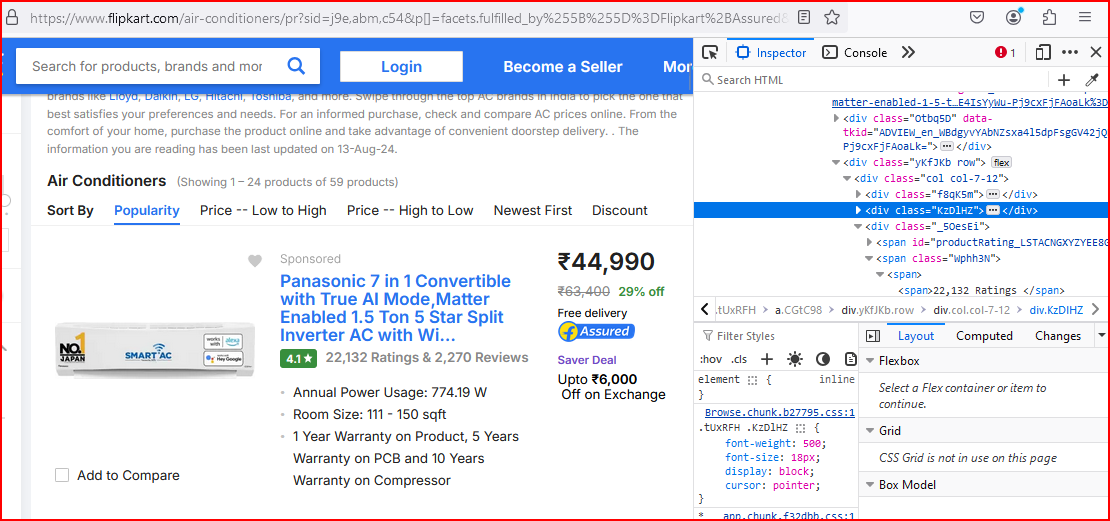 https://www.flipkart.com/air-conditioners/pr?sid=j9e,abm,c54&p[]=facets.fulfilled_by%255B%255D%3DFlipkart%2BAssured&
Search for products, brands and mor
Login
Become a Seller
Mor
brands like Lloyd, Daikin, LG, Hitachi, Toshiba, and more. Swipe through the top AC brands in India to pick the one that
best satisfies your preferences and needs. For an informed purchase, check and compare AC prices online. From the
comfort of your home, purchase the product online and take advantage of convenient doorstep delivery. . The
information you are reading has been last updated on 13-Aug-24.
Air Conditioners (Showing 1 – 24 products of 59 products)
Sort By Popularity Price -- Low to High Price -- High to Low Newest First Discount
Sponsored
Panasonic 7 in 1 Convertible
with True AI Mode,Matter
Enabled 1.5 Ton 5 Star Split
Inverter AC with Wi...
4.1★ 22,132 Ratings & 2,270 Reviews
• Annual Power Usage: 774.19 W
• Room Size: 111 - 150 sqft
• 1 Year Warranty on Product, 5 Years
Warranty on PCB and 10 Years
Warranty on Compressor
NO.1
JAPAN
SMART AC
works with
alexa
Hey Google
Add to Compare
₹44,990
₹63,400 29% off
Free delivery
Assured
Saver Deal
Upto ₹6,000
Off on Exchange
Inspector
Console
1
Search HTML
matter-enabled-1-5-t…E4IsYyWu-Pj9cxFjFAoaLk%3D
<div class="Otbq5D" data-
tkid="ADVIEW_en_WBdgyvYAbNZsxa4l5dpFsgGV42jQ
Pj9cxFjFAoaLk="> ••• </div>
<div class="yKfJKb row"> flex
<div class="col col-7-12">
<div class="f8qK5m"> ••• </div>
<div class="KzDlHZ"> ••• </div>
<div class="_5OesEi">
<span id="productRating_LSTACNGXYZYEE8G
<span class="Wphh3N">
<span>
<span>22,132 Ratings </span>
.tUxRFH > a.CGtC98 > div.yKfJKb.row > div.col.col-7-12 > div.KzDlHZ
Filter Styles
:hov .cls +
element { inline
}
Browse.chunk.b27795.css:1
.tUxRFH .KzDlHZ {
font-weight: 500;
font-size: 18px;
display: block;
cursor: pointer;
}
* app.chunk.f32dbb.css:1
Layout Computed Changes
Flexbox
Select a Flex container or item to
continue.
Grid
CSS Grid is not in use on this page
Box Model